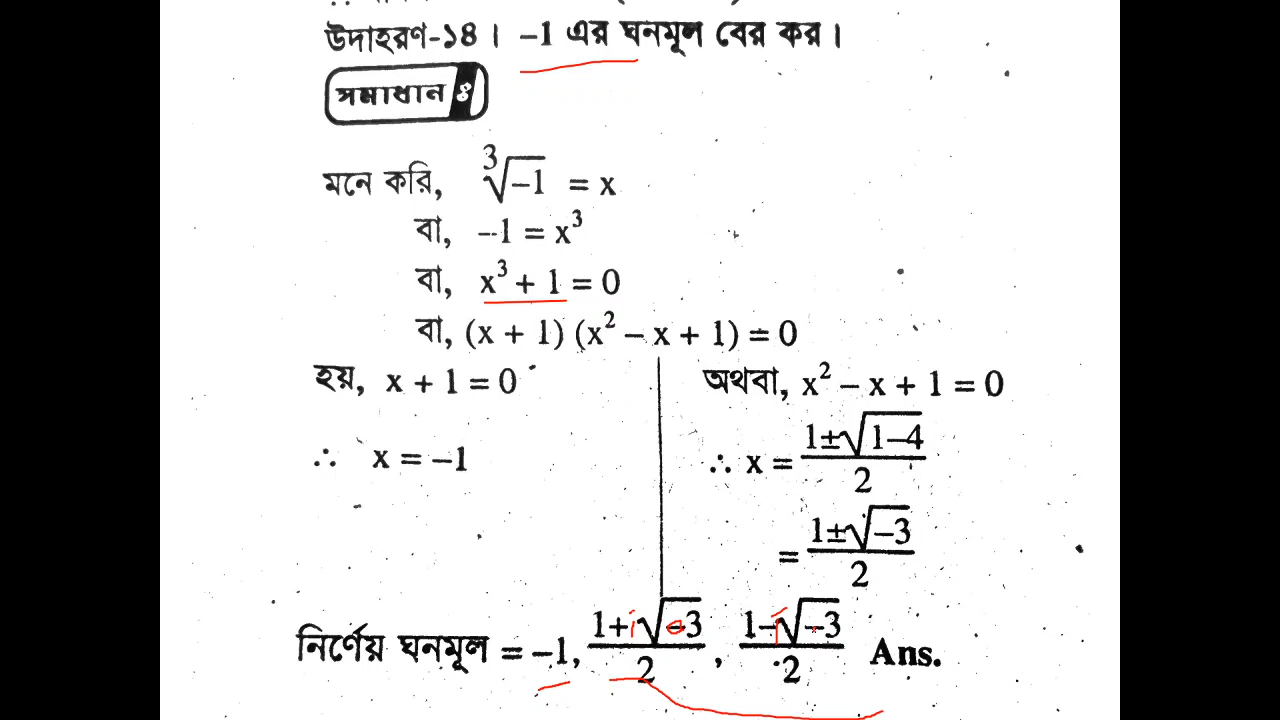 উদাহরণ-১৪। -1 এর ঘনমূল বের কর।
সমাধান ঃ
মনে করি, ∛(-1) = x
বা, -1 = x³
বা, x³ + 1 = 0
বা, (x + 1) (x² – x + 1) = 0
হয়, x + 1 = 0 অথবা, x² – x + 1 = 0
∴ x = -1 ∴ x = (1±√(1-4))/2
= (1±√(-3))/2
নির্ণেয় ঘনমূল = -1, (1+i√(-3))/2, (1-i√(-3))/2 Ans.